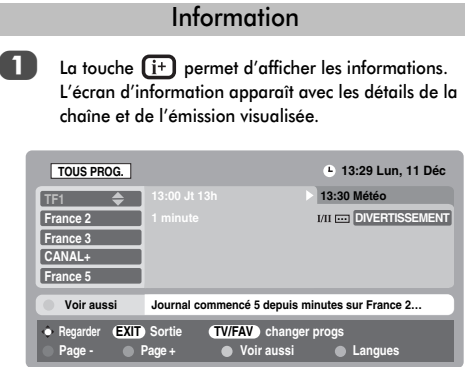 Information
1 La touche i+ permet d'afficher les informations.
L'écran d'information apparaît avec les détails de la
chaîne et de l'émission visualisée.
TOUS PROG. 13:29 Lun, 11 Déc
TF1 13:00 Jt 13h 13:30 Météo
France 2 1 minute I/II DIVERTISSEMENT
France 3
CANAL+
France 5
Voir aussi Journal commencé 5 depuis minutes sur France 2…
Regarder EXIT Sortie TV/FAV changer progs
Page - Page + Voir aussi Langues